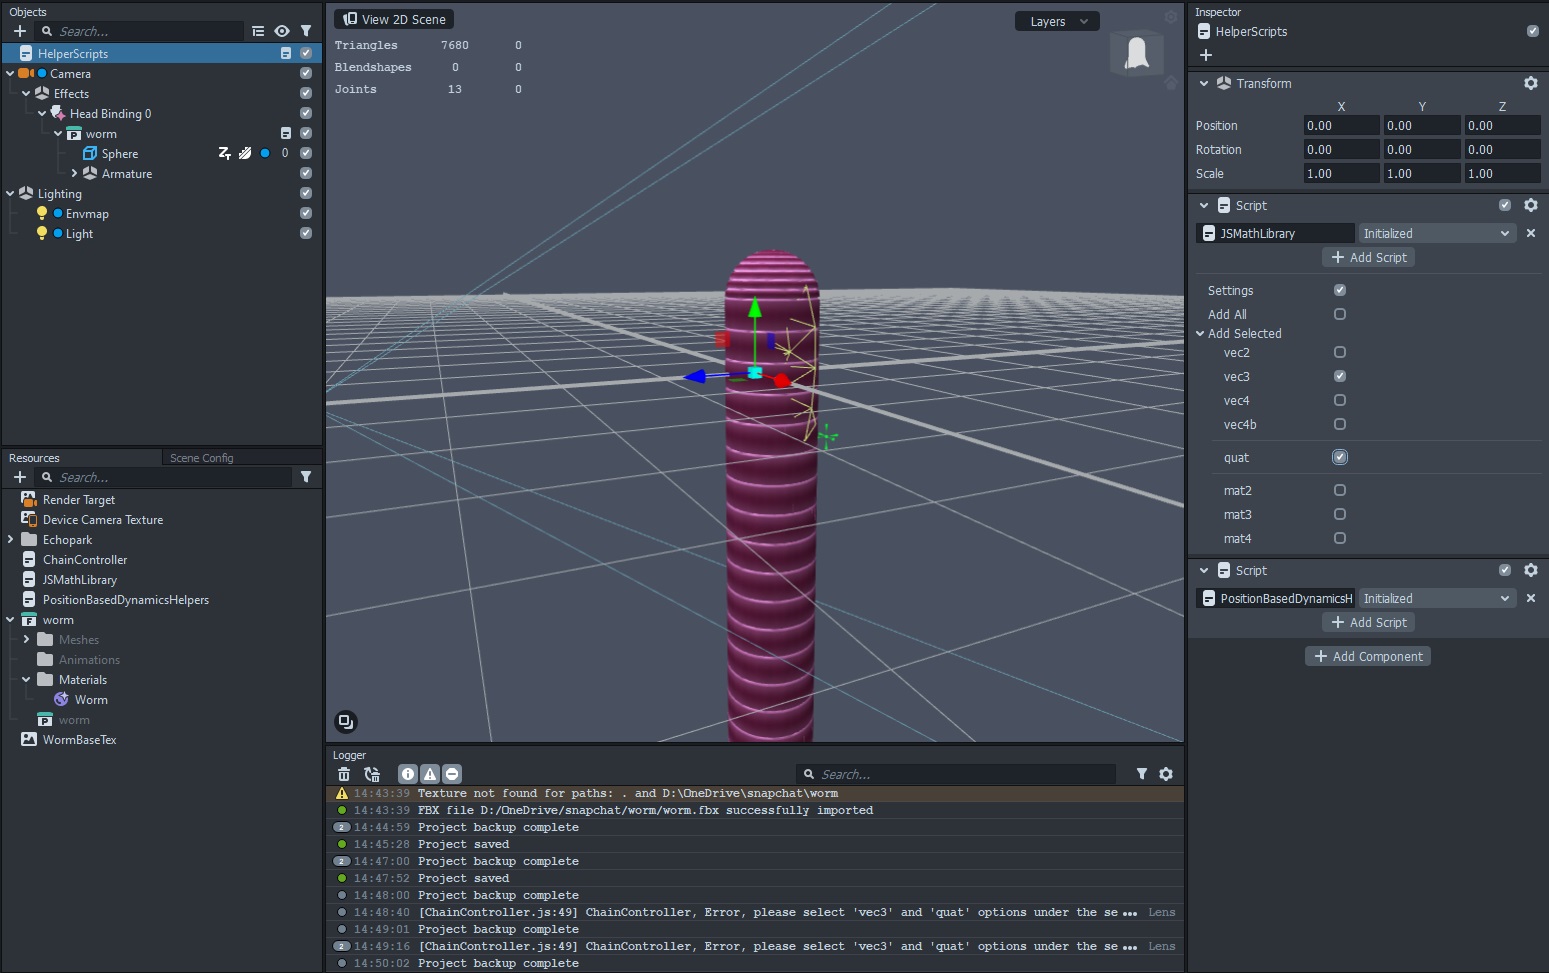 Objects
Search...
HelperScripts
Camera
Effects
Head Binding 0
worm
Sphere 0
Armature
Lighting
Envmap
Light
Resources
Scene Config
Search...
Render Target
Device Camera Texture
Echopark
ChainController
JSMathLibrary
PositionBasedDynamicsHelpers
worm
Meshes
Animations
Materials
Worm
worm
WormBaseTex
View 2D Scene
Layers
Triangles 7680 0
Blendshapes 0 0
Joints 13 0
Logger
Search...
14:43:39 Texture not found for paths: . and D:\OneDrive\snapchat\worm
14:43:39 FBX file D:/OneDrive/snapchat/worm/worm.fbx successfully imported
2 14:44:59 Project backup complete
14:45:28 Project saved
2 14:47:00 Project backup complete
14:47:52 Project saved
14:48:00 Project backup complete
14:48:40 [ChainController.js:49] ChainController, Error, please select 'vec3' and 'quat' options under the se ••• Lens
14:49:01 Project backup complete
2 14:49:16 [ChainController.js:49] ChainController, Error, please select 'vec3' and 'quat' options under the se ••• Lens
14:50:02 Project backup complete
Inspector
HelperScripts
Transform
X Y Z
Position 0.00 0.00 0.00
Rotation 0.00 0.00 0.00
Scale 1.00 1.00 1.00
Script
JSMathLibrary Initialized
+ Add Script
Settings
Add All
Add Selected
vec2
vec3
vec4
vec4b
quat
mat2
mat3
mat4
Script
PositionBasedDynamicsH Initialized
+ Add Script
+ Add Component